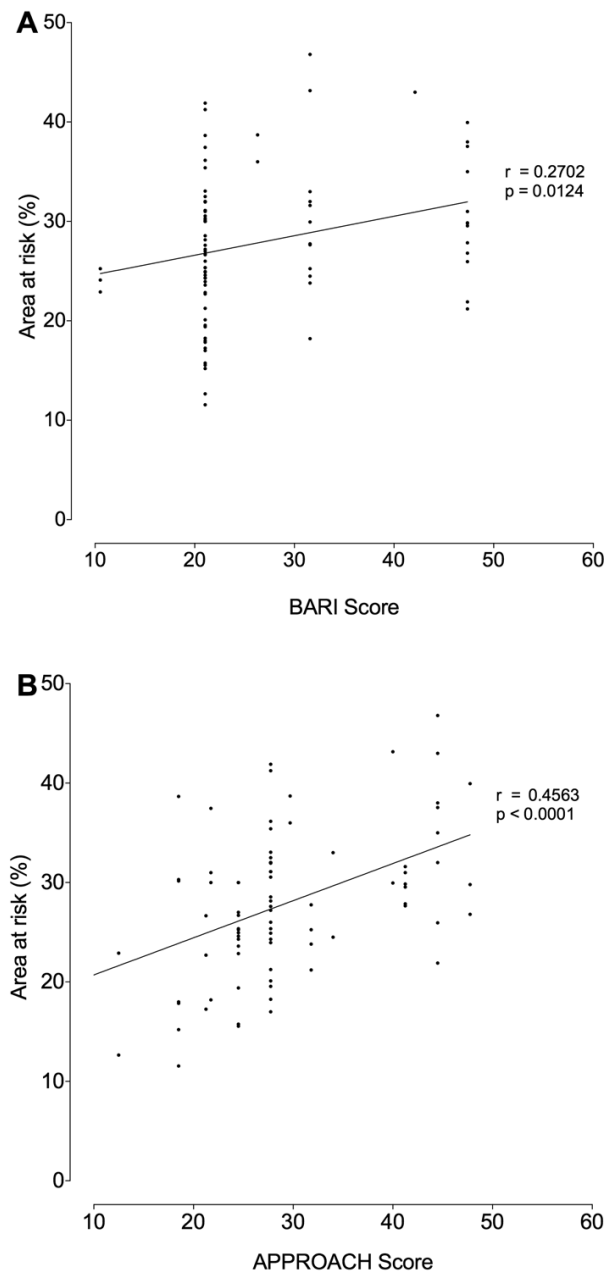 A
50
40
30
20
10
0
Area at risk (%)
r = 0.2702
p = 0.0124
10 20 30 40 50 60
BARI Score
B
50
40
30
20
10
0
Area at risk (%)
r = 0.4563
p < 0.0001
10 20 30 40 50 60
APPROACH Score